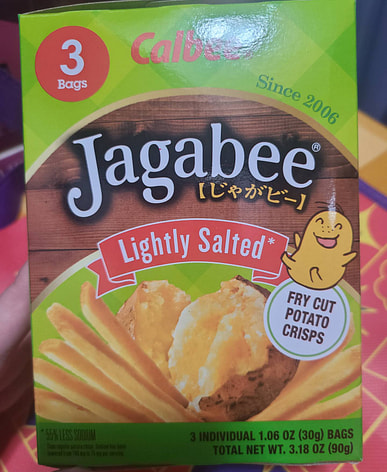 3
Bags
Calbee
Since 2006
Jagabee®
【じゃがビー】
Lightly Salted*
FRY CUT
POTATO
CRISPS
3 INDIVIDUAL 1.06 OZ (30g) BAGS
TOTAL NET WT. 3.18 OZ (90g)